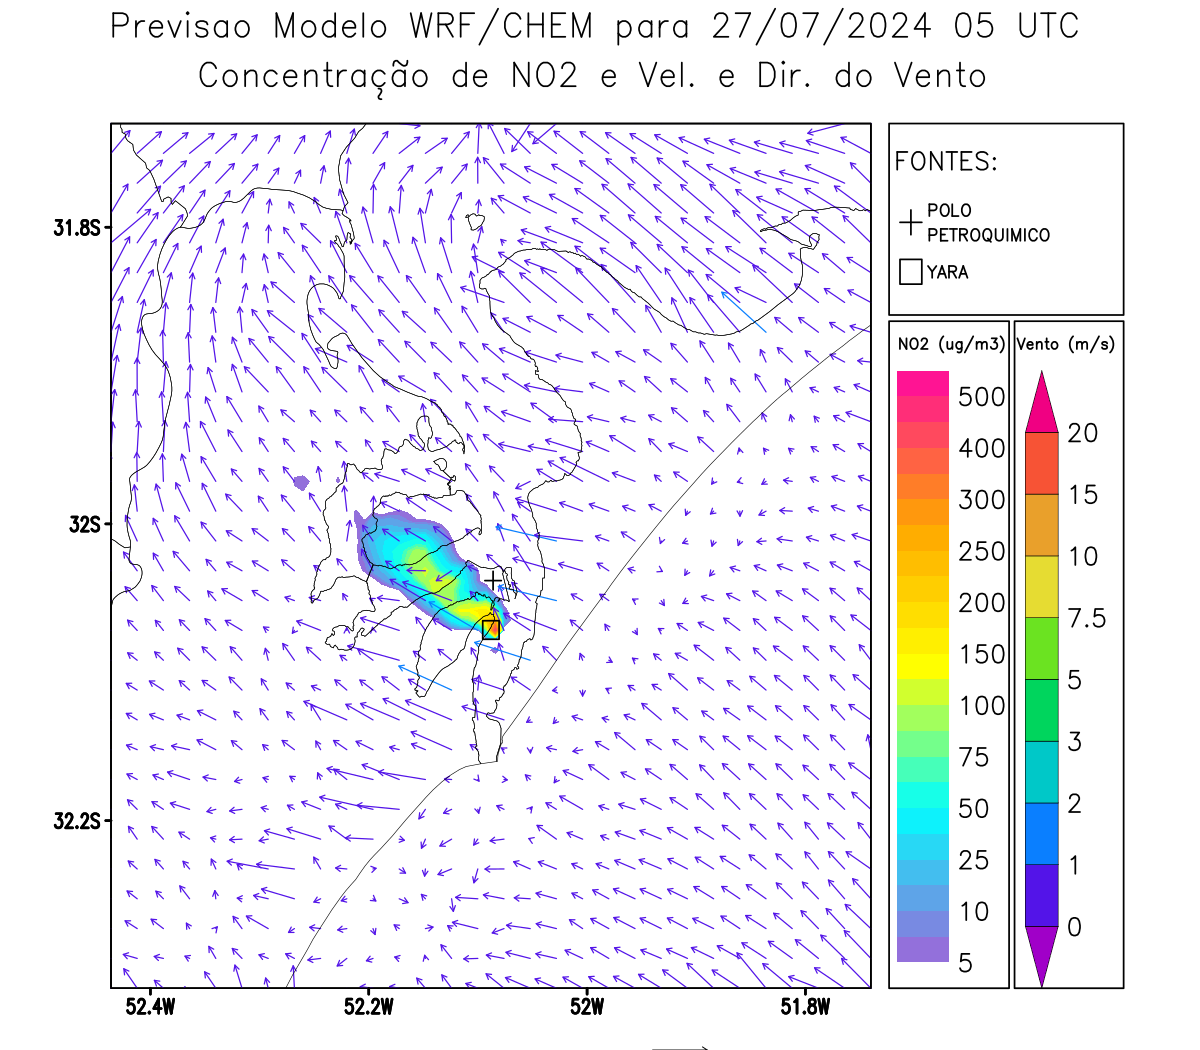 Previsao Modelo WRF/CHEM para 27/07/2024 05 UTC
Concentração de NO2 e Vel. e Dir. do Vento
FONTES:
POLO
PETROQUIMICO
YARA
31.8S
32S
32.2S
52.4W
52.2W
52W
51.8W
NO2 (ug/m3)
500
400
300
250
200
150
100
75
50
25
10
5
Vento (m/s)
20
15
10
7.5
5
3
2
1
0